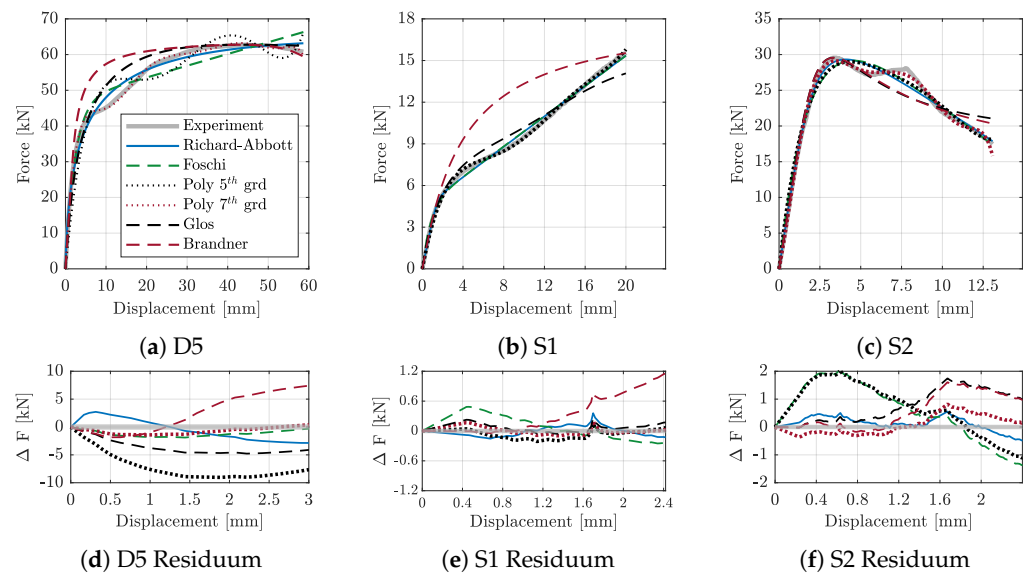 70
60
50
40
30
20
10
0
Force [kN]
0 10 20 30 40 50 60
Displacement [mm]
Experiment
Richard-Abbott
Foschi
Poly 5th grd
Poly 7th grd
Glos
Brandner
(a) D5
18
15
12
9
6
3
0
Force [kN]
0 4 8 12 16 20
Displacement [mm]
(b) S1
35
30
25
20
15
10
5
0
Force [kN]
0 2.5 5 7.5 10 12.5
Displacement [mm]
(c) S2
10
5
0
-5
-10
Δ F [kN]
0 0.5 1 1.5 2 2.5 3
Displacement [mm]
(d) D5 Residuum
1.2
0.6
0
-0.6
-1.2
Δ F [kN]
0 0.4 0.8 1.2 1.6 2 2.4
Displacement [mm]
(e) S1 Residuum
2
1
0
-1
-2
Δ F [kN]
0 0.4 0.8 1.2 1.6 2
Displacement [mm]
(f) S2 Residuum